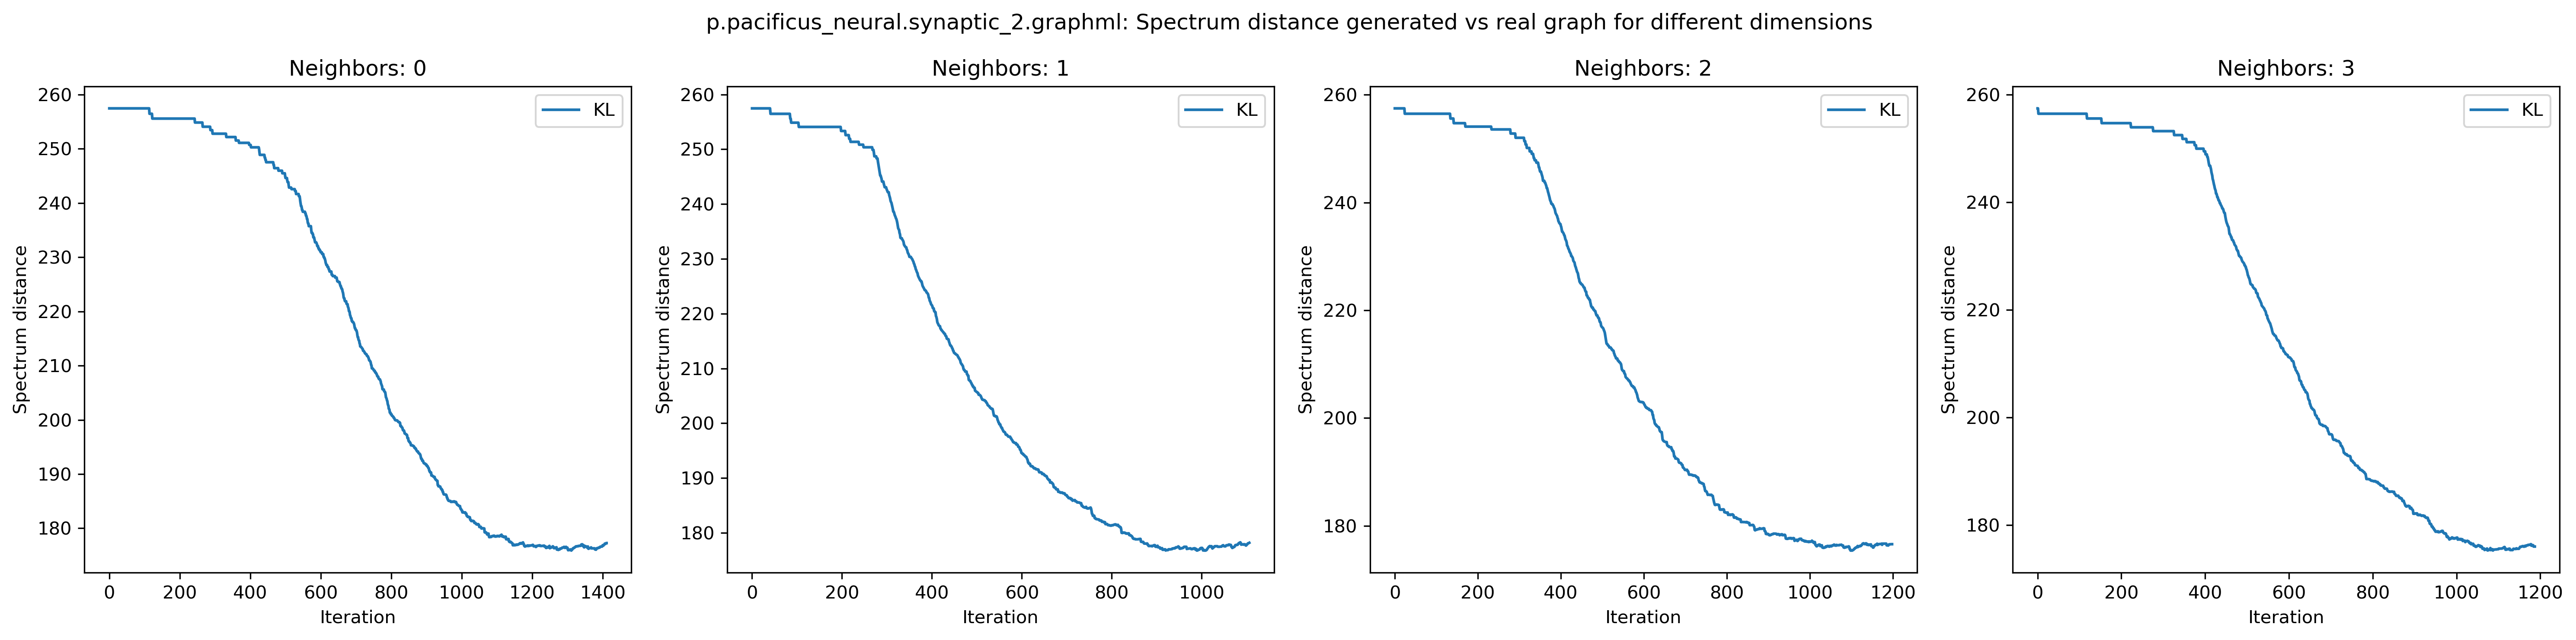 p.pacificus_neural.synaptic_2.graphml: Spectrum distance generated vs real graph for different dimensions
Neighbors: 0
260
250
240
230
220
210
200
190
180
Spectrum distance
KL
0 200 400 600 800 1000 1200 1400
Iteration
Neighbors: 1
260
250
240
230
220
210
200
190
180
Spectrum distance
KL
0 200 400 600 800 1000
Iteration
Neighbors: 2
260
240
220
200
180
Spectrum distance
KL
0 200 400 600 800 1000 1200
Iteration
Neighbors: 3
260
240
220
200
180
Spectrum distance
KL
0 200 400 600 800 1000 1200
Iteration